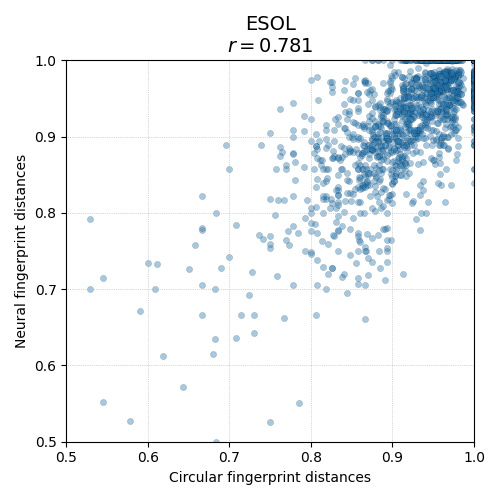 ESOL
r = 0.781
1.0
0.9
0.8
0.7
0.6
0.5
Neural fingerprint distances
0.5 0.6 0.7 0.8 0.9 1.0
Circular fingerprint distances